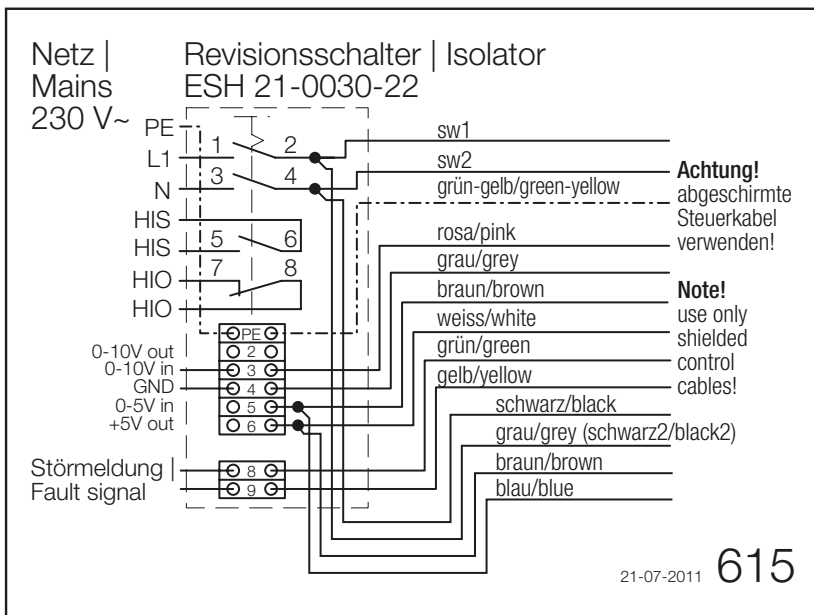 Netz |
Mains
230 V~
Revisionsschalter | Isolator
ESH 21-0030-22
PE
L1
N
HIS
HIS
HIO
HIO
1
2
3
4
5
6
7
8
0-10V out
0-10V in
GND
0-5V in
+5V out
Störmeldung |
Fault signal
PE
2
3
4
5
6
8
9
sw1
sw2
grün-gelb/green-yellow
rosa/pink
grau/grey
braun/brown
weiss/white
grün/green
gelb/yellow
schwarz/black
grau/grey (schwarz2/black2)
braun/brown
blau/blue
Achtung!
abgeschirmte
Steuerkabel
verwenden!
Note!
use only
shielded
control
cables!
21-07-2011 615